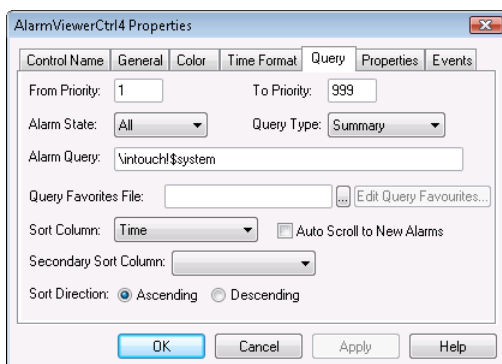 AlarmViewerCtrl4 Properties
Control Name General Color Time Format Query Properties Events
From Priority: 1 To Priority: 999
Alarm State: All Query Type: Summary
Alarm Query: \intouch!$system
Query Favorites File: ... Edit Query Favourites...
Sort Column: Time Auto Scroll to New Alarms
Secondary Sort Column:
Sort Direction: Ascending Descending
OK Cancel Apply Help